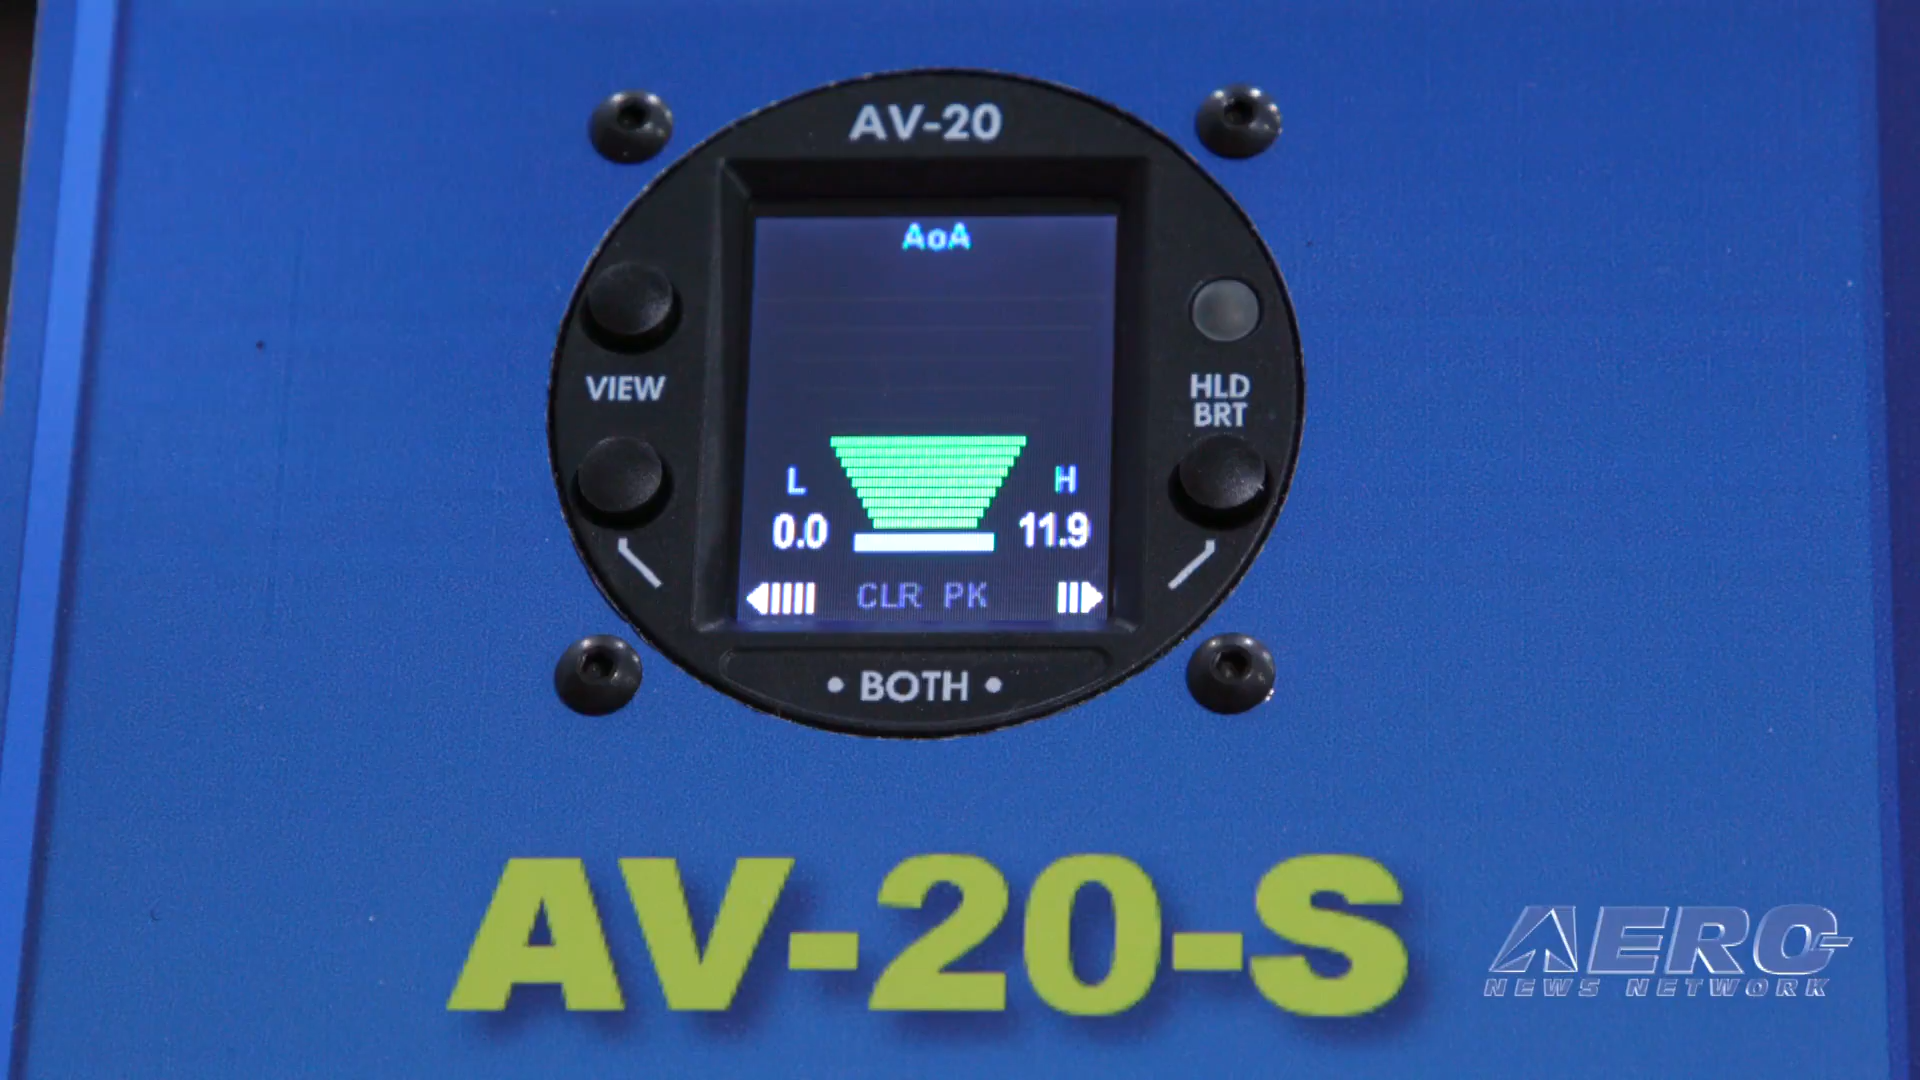 AV-20
AoA
VIEW
HLD
BRT
L
H
0.0
11.9
CLR PK
• BOTH •
AV-20-S
AERO
NEWS NETWORK